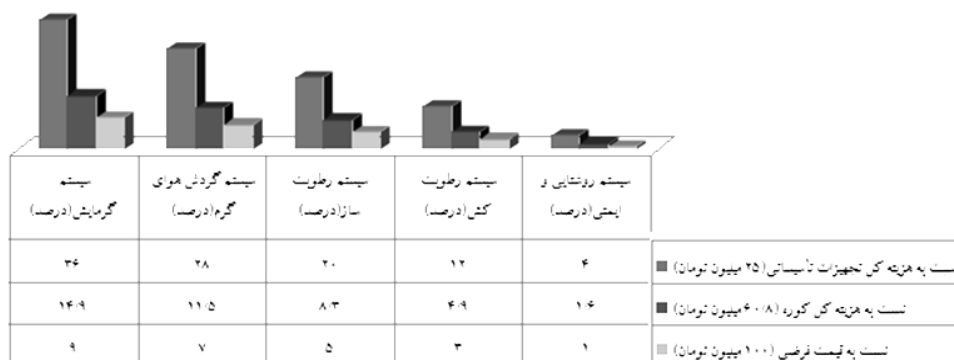 سیستم گرمایش(درصد)
سیستم گردش هوای گرم(درصد)
سیستم رطوبت ساز(درصد)
سیستم رطوبت کش(درصد)
سیستم روشنایی و ایمنی(درصد)
۳۶ ۲۸ ۲۰ ۱۲ ۴ نسبت به هزینه کل تجهیزات تأسیساتی(۲۵ میلیون تومان)
۱۴/۹ ۱۱/۵ ۸/۳ ۴/۹ ۱/۶ نسبت به هزینه کل کوره (۶۰/۸ میلیون تومان)
۹ ۷ ۵ ۳ ۱ نسبت به قیمت فرضی (۱۰۰ میلیون تومان)